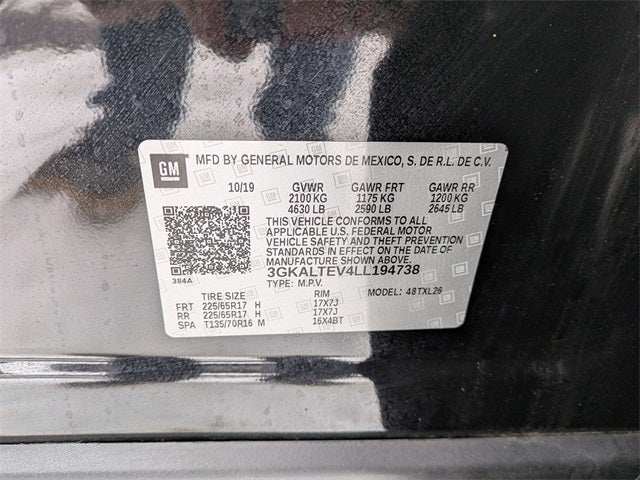 GM
MFD BY GENERAL MOTORS DE MEXICO, S. DE R.L. DE C.V.
10/19 GVWR GAWR FRT GAWR RR
2100 KG 1175 KG 1200 KG
4630 LB 2590 LB 2645 LB
THIS VEHICLE CONFORMS TO ALL
APPLICABLE U.S. FEDERAL MOTOR
VEHICLE SAFETY AND THEFT PREVENTION
STANDARDS IN EFFECT ON THE DATE OF
MANUFACTURE SHOWN ABOVE.
384A
3GKALTEV4LL194738
TYPE: M.P.V.
MODEL: 48TXL26
TIRE SIZE RIM
FRT 225/65R17 H 17X7J
RR 225/65R17 H 17X7J
SPA T135/70R16 M 16X4BT